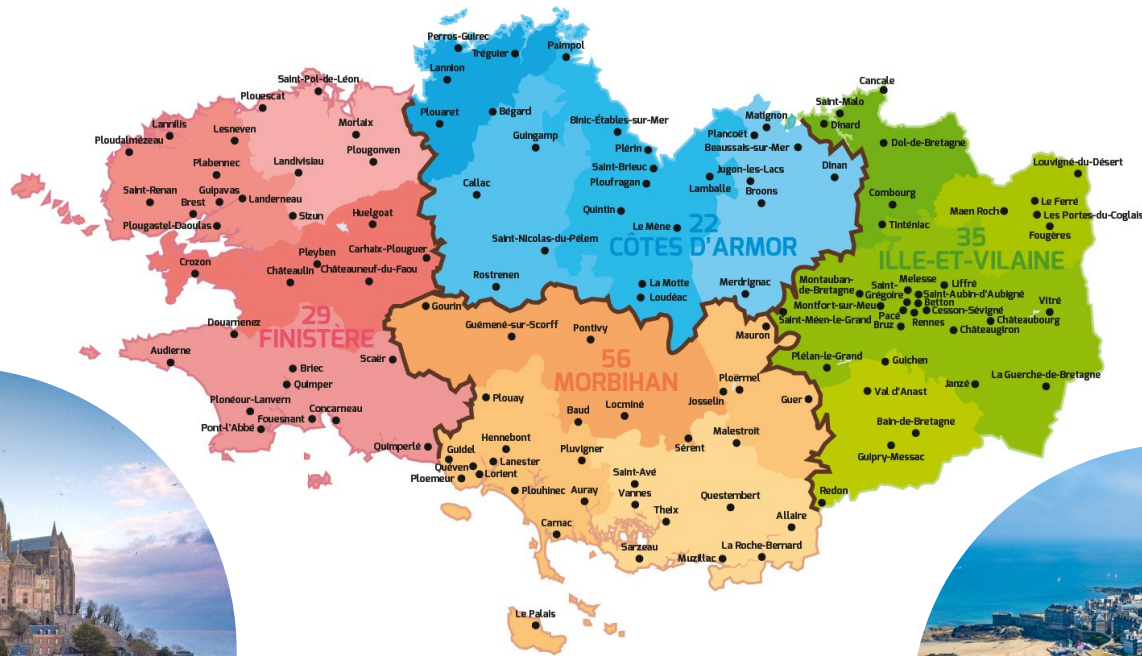 Perros-Guirec
Tréguier
Paimpol
Lannion
Plouaret
Bégard
Guingamp
Binic-Étables-sur-Mer
Plérin
Saint-Brieuc
Ploufragan
Callac
Quintin
Le Mené
Saint-Nicolas-du-Pélem
Rostrenen
La Motte
Loudéac
Merdrignac
Matignon
Plancoët
Beaussais-sur-Mer
Jugon-les-Lacs
Lamballe
Broons
Dinan
22
CÔTES D'ARMOR
Saint-Pol-de-Léon
Plouescat
Lannilis
Ploudalmézeau
Lesneven
Morlaix
Plougonven
Plabennec
Landivisiau
Saint-Renan
Guipavas
Brest
Landerneau
Plougastel-Daoulas
Sizun
Huelgoat
Pleyben
Carhaix-Plouguer
Crozon
Châteaulin
Châteauneuf-du-Faou
Douarnenez
29
FINISTÈRE
Audierne
Briec
Scaër
Quimper
Plonéour-Lanvern
Fouesnant
Concarneau
Pont-l'Abbé
Quimperlé
Gourin
Guémené-sur-Scorff
Pontivy
56
MORBIHAN
Mauron
Ploërmel
Josselin
Guer
Plouay
Baud
Locminé
Malestroit
Sérent
Guidel
Hennebont
Pluvigner
Quéven
Lanester
Ploemeur
Lorient
Plouhinec
Auray
Saint-Avé
Vannes
Theix
Questembert
Allaire
Carnac
Sarzeau
Muzillac
La Roche-Bernard
Le Palais
Cancale
Saint-Malo
Dinard
Dol-de-Bretagne
Louvigné-du-Désert
Combourg
Maen Roch
Le Ferré
Les Portes-du-Coglais
Fougères
Tinténiac
35
ILLE-ET-VILAINE
Montauban-
de-Bretagne
Saint-
Grégoire
Melesse
Liffré
Saint-Aubin-d'Aubigné
Betton
Montfort-sur-Meu
Pacé
Cesson-Sévigné
Vitré
Saint-Méen-le-Grand
Bruz
Rennes
Châteaubourg
Châteaugiron
Plélan-le-Grand
Guichen
Val d'Anast
Janzé
La Guerche-de-Bretagne
Bain-de-Bretagne
Guipry-Messac
Redon